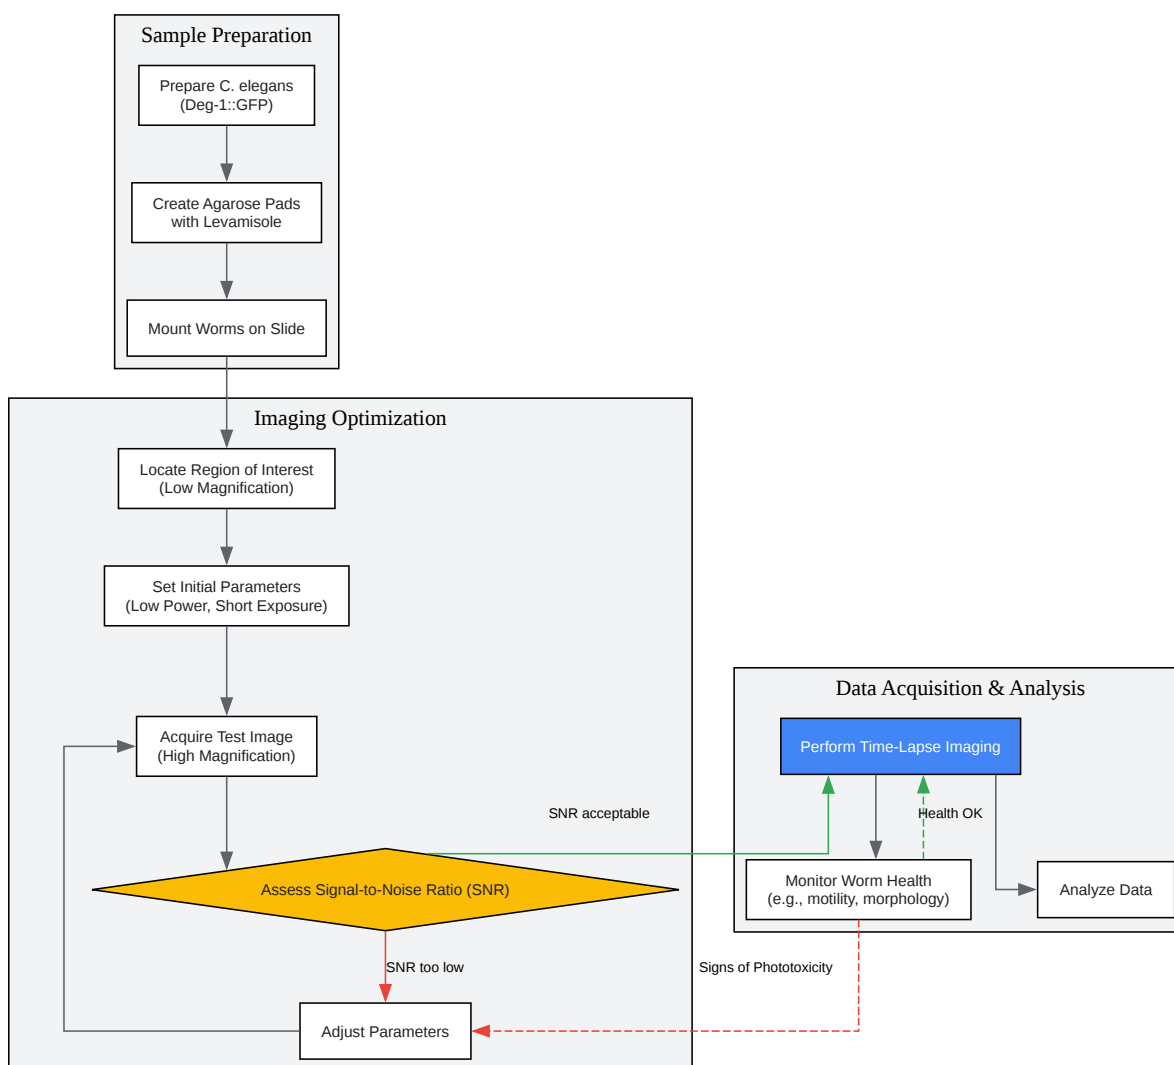 Sample Preparation
Prepare C. elegans
(Deg-1::GFP)
Create Agarose Pads
with Levamisole
Mount Worms on Slide
Imaging Optimization
Locate Region of Interest
(Low Magnification)
Set Initial Parameters
(Low Power, Short Exposure)
Acquire Test Image
(High Magnification)
SNR acceptable
Assess Signal-to-Noise Ratio (SNR)
SNR too low
Adjust Parameters
Data Acquisition & Analysis
Perform Time-Lapse Imaging
Health OK
Monitor Worm Health
(e.g., motility, morphology)
Analyze Data
Signs of Phototoxicity